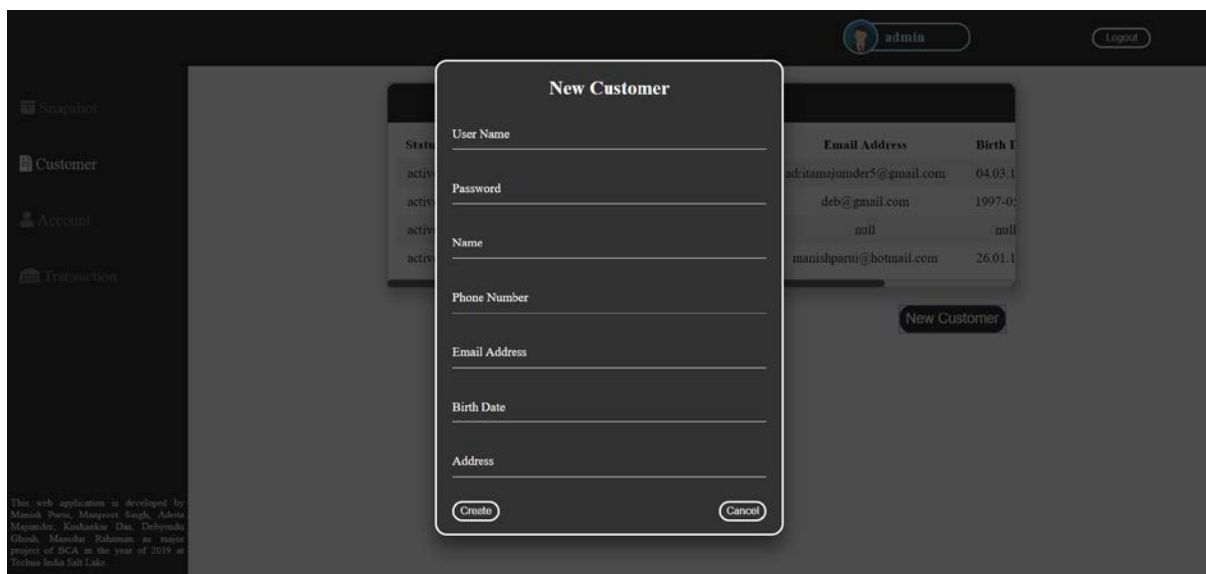 admin
Logout
Snapshot
Customer
Account
Transaction
New Customer
User Name
Password
Name
Phone Number
Email Address
Birth Date
Address
Create
Cancel
Statu Email Address Birth D
activ adritamajumder5@gmail.com 04.03.1
activ deb@gmail.com 1997-0
activ null null
activ manishparui@hotmail.com 26.01.1
New Customer
This web application is developed by
Manish Parui, Manpreet Singh, Adrita
Majumder, Kushankur Das, Debyendu
Ghosh, Masudur Rahaman as major
project of BCA in the year of 2019 at
Techno India Salt Lake.